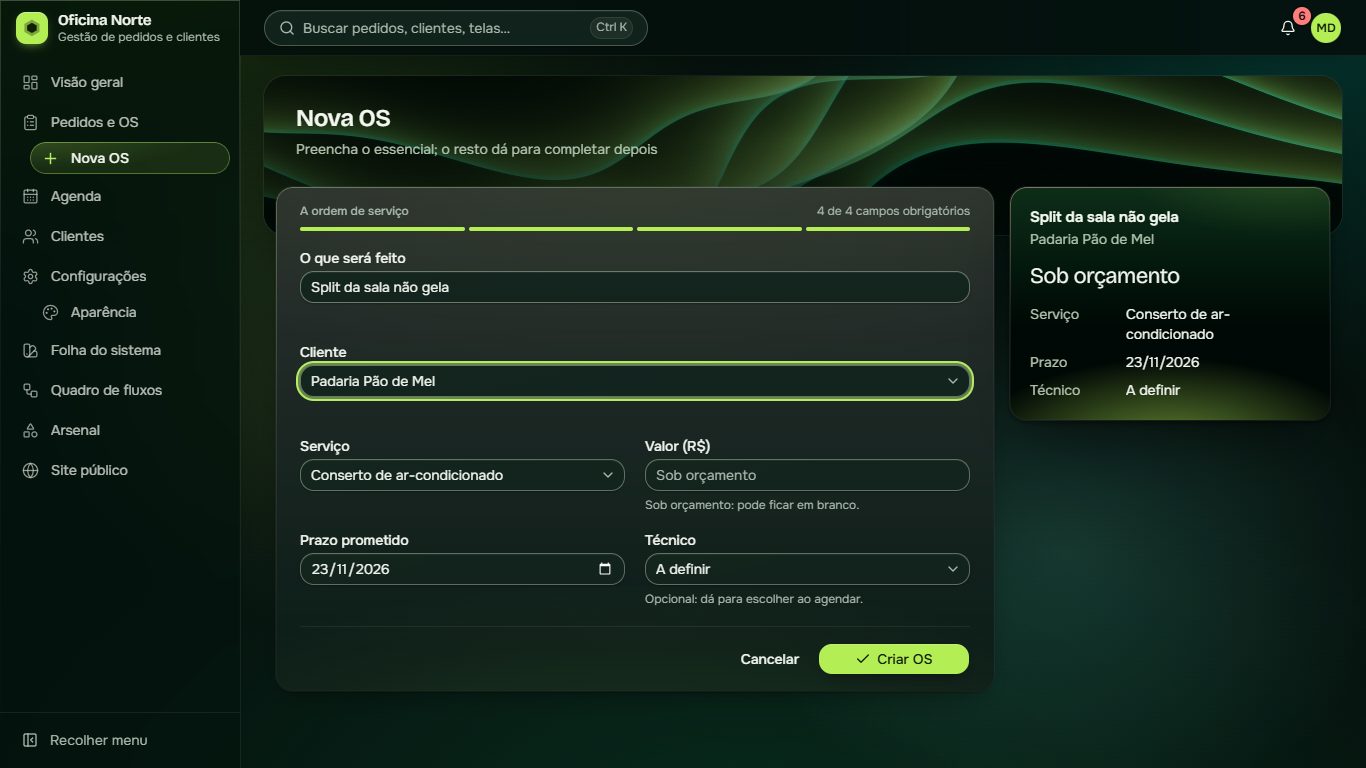 Oficina Norte
Gestão de pedidos e clientes
Buscar pedidos, clientes, telas...
Ctrl K
6
MD
Visão geral
Pedidos e OS
Nova OS
Agenda
Clientes
Configurações
Aparência
Folha do sistema
Quadro de fluxos
Arsenal
Site público
Recolher menu
Nova OS
Preencha o essencial; o resto dá para completar depois
A ordem de serviço
4 de 4 campos obrigatórios
O que será feito
Split da sala não gela
Cliente
Padaria Pão de Mel
Serviço
Conserto de ar-condicionado
Valor (R$)
Sob orçamento
Sob orçamento: pode ficar em branco.
Prazo prometido
23/11/2026
Técnico
A definir
Opcional: dá para escolher ao agendar.
Cancelar
Criar OS
Split da sala não gela
Padaria Pão de Mel
Sob orçamento
Serviço
Conserto de ar-
condicionado
Prazo
23/11/2026
Técnico
A definir